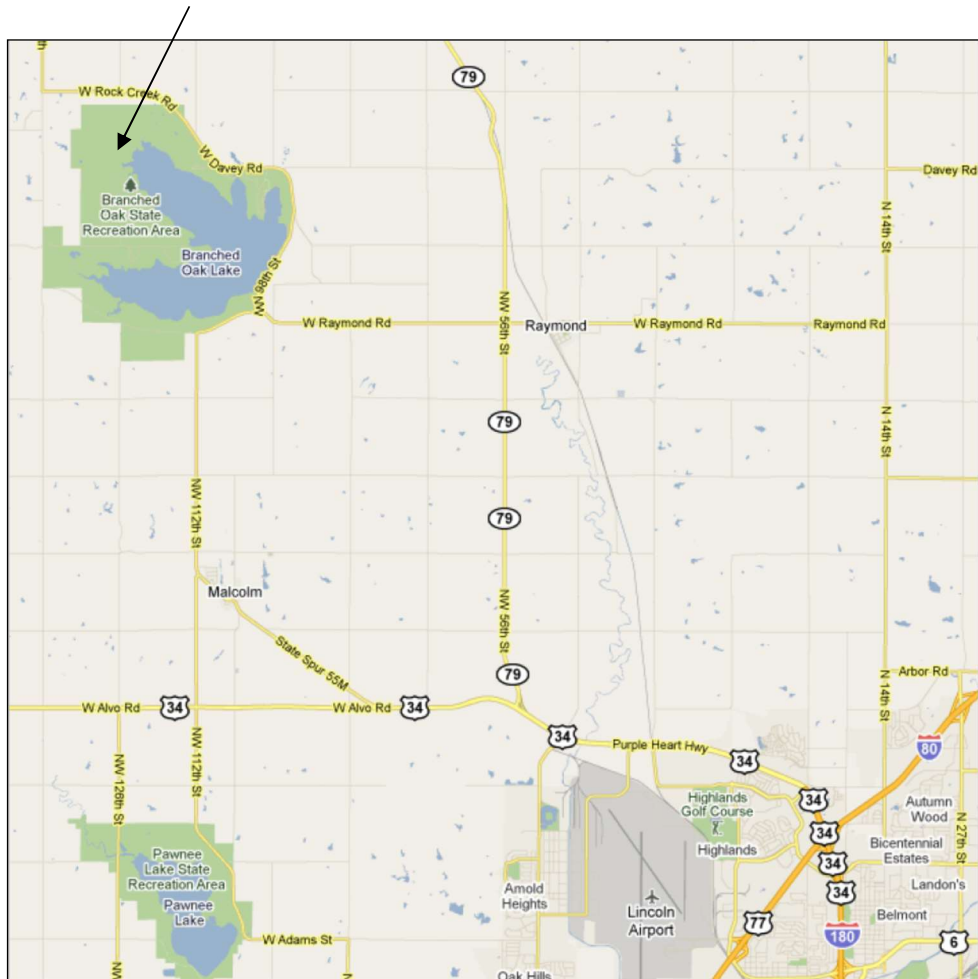 79
W Rock Creek Rd
W Davey Rd
Davey Rd
Branched
Oak State
Recreation Area
N 14th St
Branched
Oak Lake
NW 98th St
W Raymond Rd
NW 56th St
Raymond
W Raymond Rd
Raymond Rd
79
N 14th St
NW 112th St
79
Malcolm
NW 56th St
State Spur 55M
79
Arbor Rd
N 14th St
W Alvo Rd
34
W Alvo Rd
34
34
Purple Heart Hwy
34
80
NW 126th St
NW 112th St
Highlands
Golf Course
34
Autumn
Wood
N 27th St
34
Highlands
Bicentennial
Estates
Pawnee
Lake State
Recreation Area
34
Landon's
Arnold
Heights
34
Pawnee
Lake
Lincoln
Airport
77
Belmont
180
6
W Adams St
NW
Oak Hills